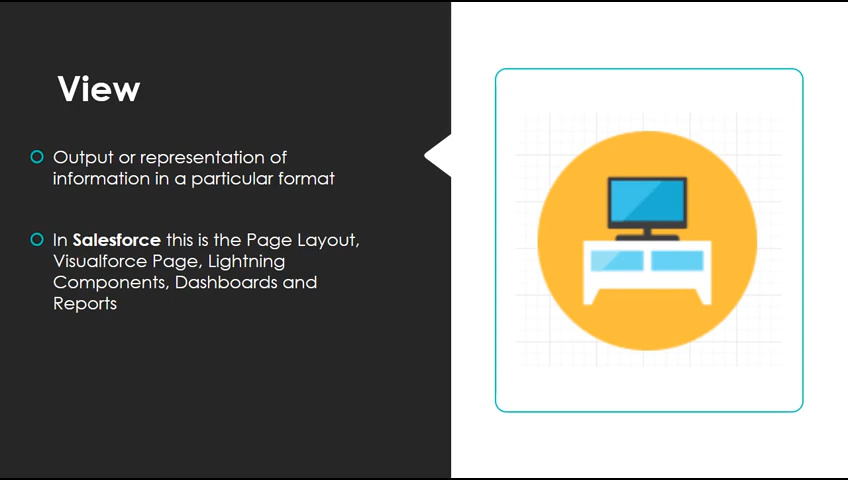 View
Output or representation of
information in a particular format
In Salesforce this is the Page Layout,
Visualforce Page, Lightning
Components, Dashboards and
Reports